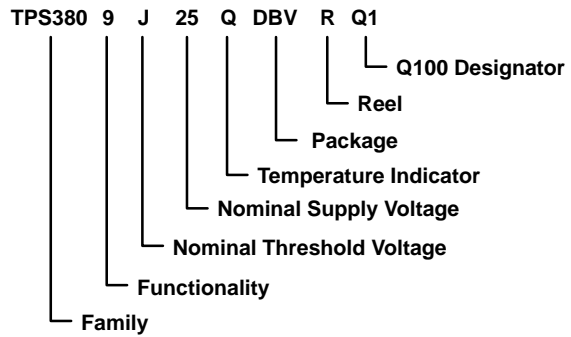 TPS380 9 J 25 Q DBV R Q1
Q100 Designator
Reel
Package
Temperature Indicator
Nominal Supply Voltage
Nominal Threshold Voltage
Functionality
Family